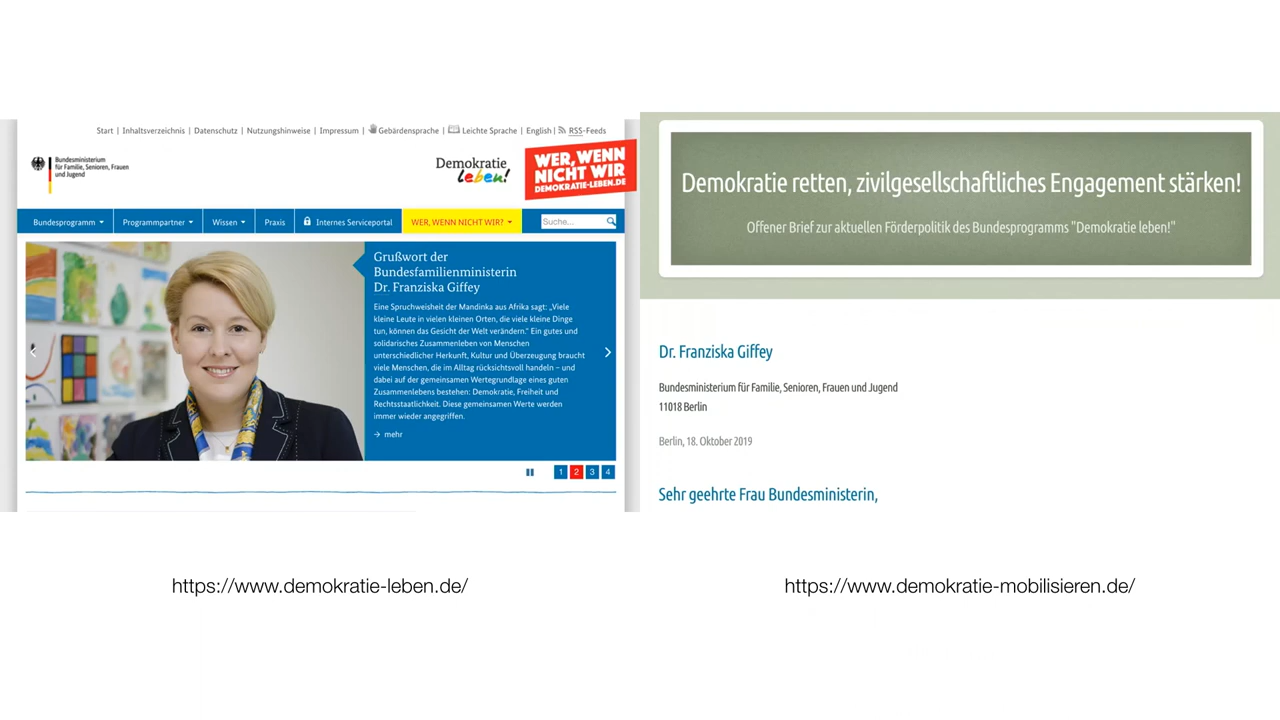 Start | Inhaltsverzeichnis | Datenschutz | Nutzungshinweise | Impressum | Gebärdensprache | Leichte Sprache | English | RSS-Feeds
Bundesministerium
für Familie, Senioren, Frauen
und Jugend
Demokratie
leben!
WER, WENN
NICHT WIR
DEMOKRATIE-LEBEN.DE
Bundesprogramm Programmpartner Wissen Praxis Internes Serviceportal WER, WENN NICHT WIR? Suche...
Grußwort der
Bundesfamilienministerin
Dr. Franziska Giffey
Eine Spruchweisheit der Mandinka aus Afrika sagt: „Viele
kleine Leute in vielen kleinen Orten, die viele kleine Dinge
tun, können das Gesicht der Welt verändern.“ Ein gutes und
solidarisches Zusammenleben von Menschen
unterschiedlicher Herkunft, Kultur und Überzeugung braucht
viele Menschen, die im Alltag rücksichtsvoll handeln – und
dabei auf der gemeinsamen Wertegrundlage eines guten
Zusammenlebens bestehen: Demokratie, Freiheit und
Rechtsstaatlichkeit. Diese gemeinsamen Werte werden
immer wieder angegriffen.
mehr
1 2 3 4
https://www.demokratie-leben.de/
Demokratie retten, zivilgesellschaftliches Engagement stärken!
Offener Brief zur aktuellen Förderpolitik des Bundesprogramms "Demokratie leben!"
Dr. Franziska Giffey
Bundesministerium für Familie, Senioren, Frauen und Jugend
11018 Berlin
Berlin, 18. Oktober 2019
Sehr geehrte Frau Bundesministerin,
https://www.demokratie-mobilisieren.de/